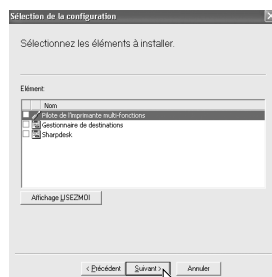 Sélection de la configuration
Sélectionnez les éléments à installer.
Elément:
Nom
Pilote de l'imprimante multi-fonctions
Gestionnaire de destinations
Sharpdesk
Affichage LISEZMOI
< Précédent
Suivant >
Annuler